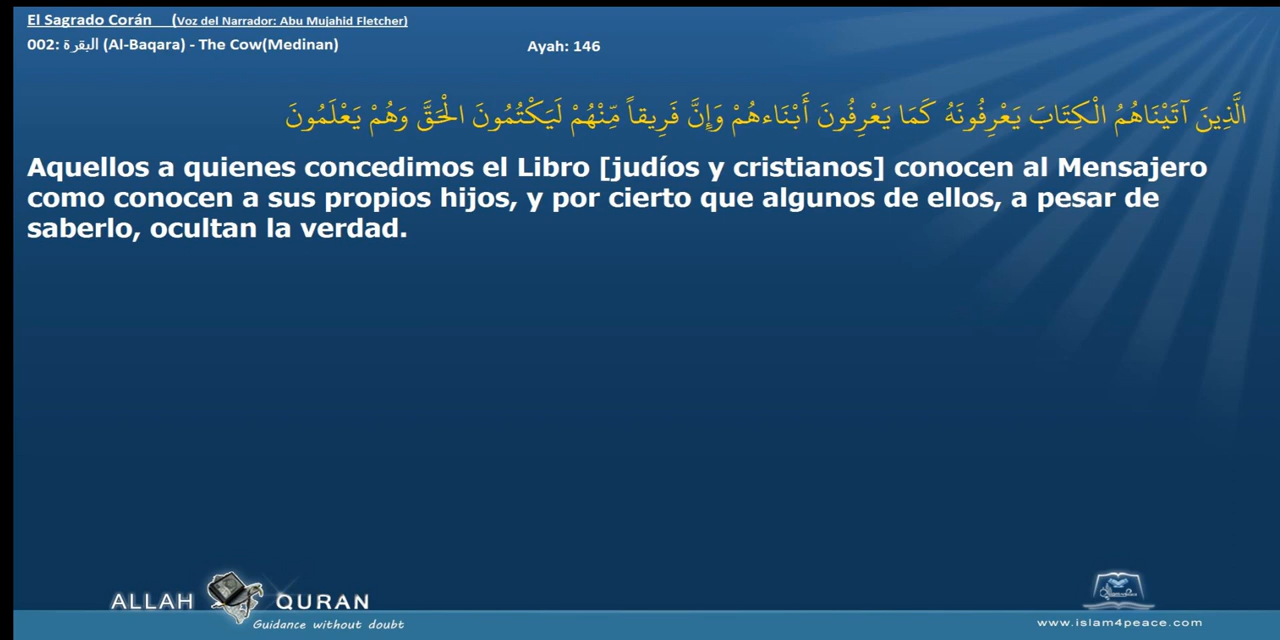 El Sagrado Corán (Voz del Narrador: Abu Mujahid Fletcher)
002: البقرة (Al-Baqara) - The Cow(Medinan) Ayah: 146
الَّذِينَ آتَيْنَاهُمُ الْكِتَابَ يَعْرِفُونَهُ كَمَا يَعْرِفُونَ أَبْنَاءهُمْ وَإِنَّ فَرِيقاً مِّنْهُمْ لَيَكْتُمُونَ الْحَقَّ وَهُمْ يَعْلَمُونَ
Aquellos a quienes concedimos el Libro [judíos y cristianos] conocen al Mensajero
como conocen a sus propios hijos, y por cierto que algunos de ellos, a pesar de
saberlo, ocultan la verdad.
ALLAH QURAN
Guidance without doubt
www.islam4peace.com